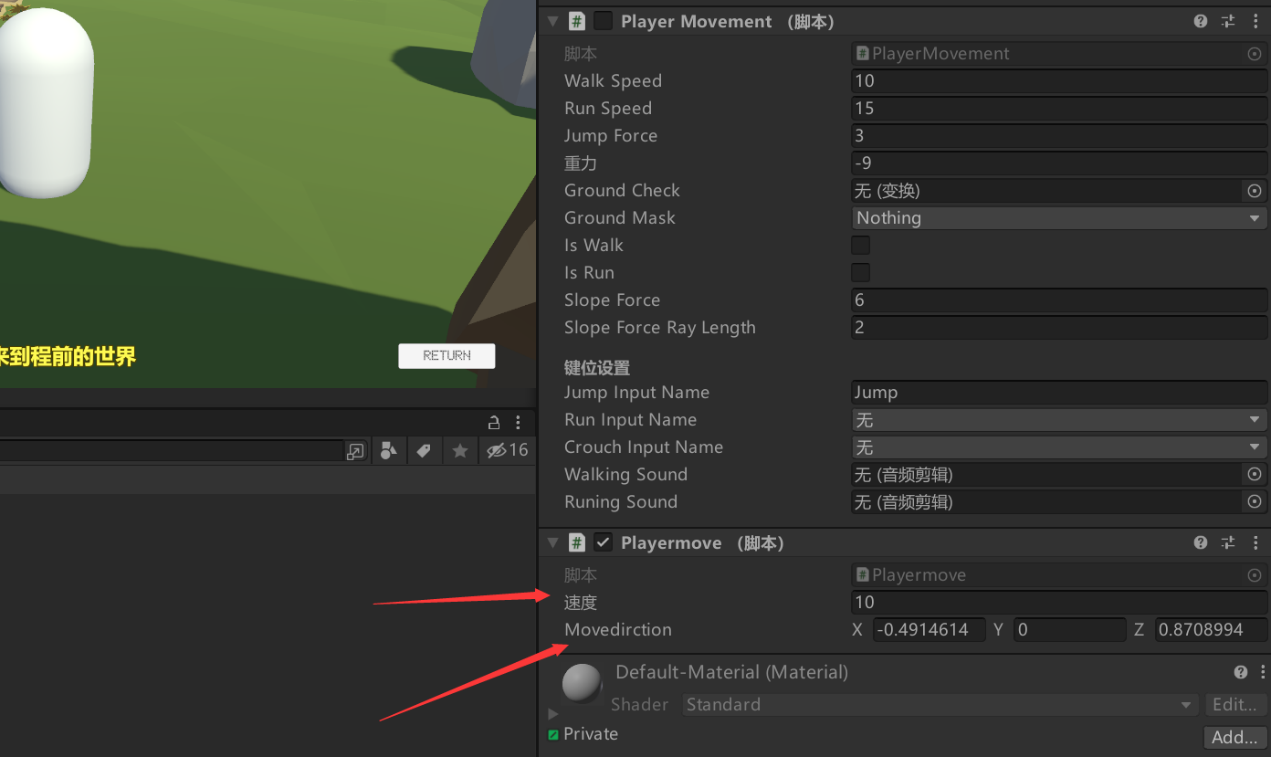 Player Movement （脚本）
脚本 PlayerMovement
Walk Speed 10
Run Speed 15
Jump Force 3
重力 -9
Ground Check 无 (变换)
Ground Mask Nothing
Is Walk
Is Run
Slope Force 6
Slope Force Ray Length 2
键位设置
Jump Input Name Jump
Run Input Name 无
Crouch Input Name 无
Walking Sound 无 (音频剪辑)
Runing Sound 无 (音频剪辑)
Playermove （脚本）
脚本 Playermove
速度 10
Movedirction X -0.4914614 Y 0 Z 0.8708994
Default-Material (Material)
Shader Standard Edit...
Private
Add...
来到程前的世界
RETURN
16